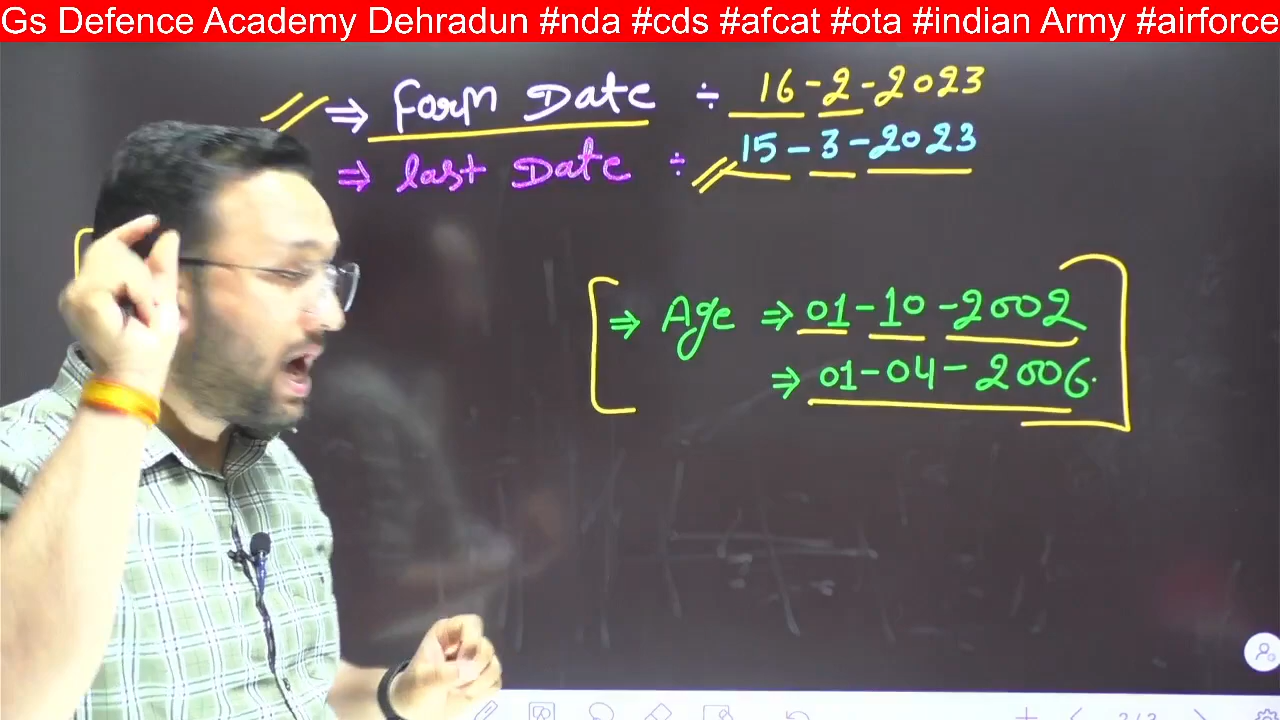 Gs Defence Academy Dehradun #nda #cds #afcat #ota #indian Army #airforce
⇒ Form Date ÷ 16-2-2023
⇒ last Date ÷ 15-3-2023
⇒ Age ⇒ 01-10-2002
⇒ 01-04-2006.